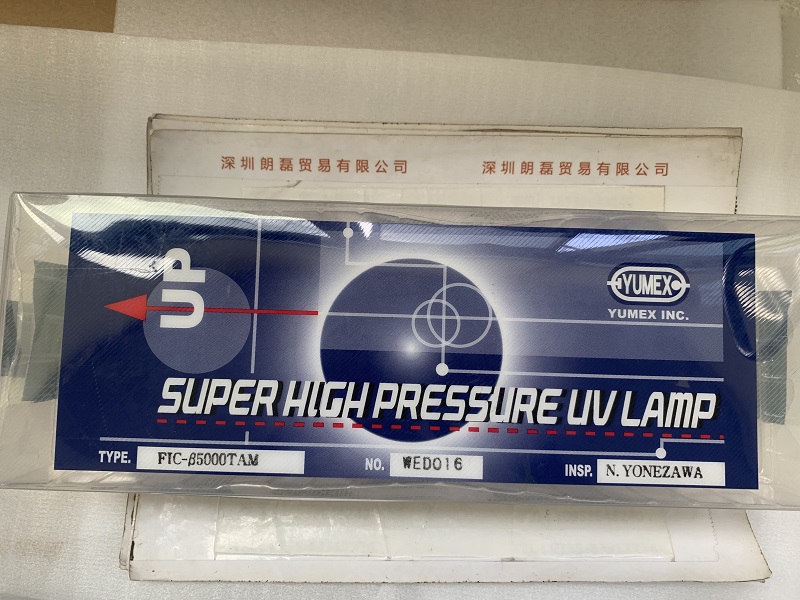 深圳朗磊贸易有限公司 深圳朗磊贸易有限公司
UP
YUMEX
YUMEX INC.
SUPER HIGH PRESSURE UV LAMP
TYPE. FIC-β5000TAM NO. WED016 INSP. N.YONEZAWA